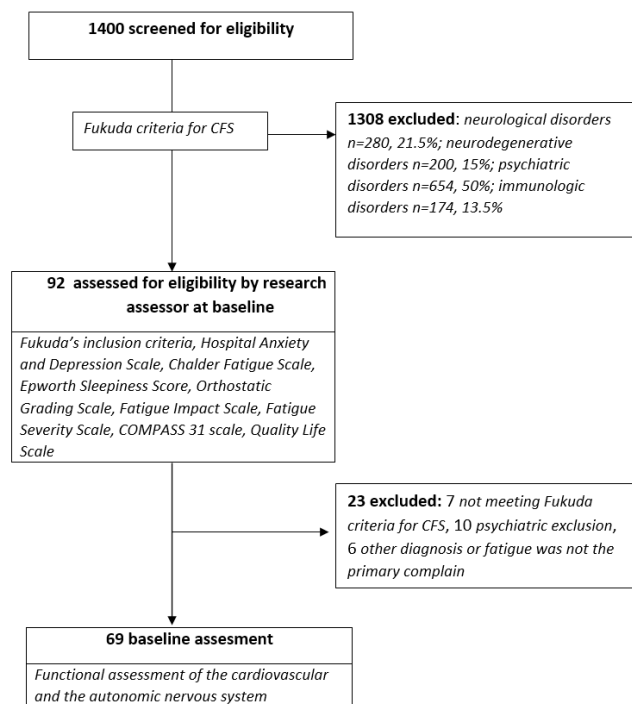 1400 screened for eligibility
Fukuda criteria for CFS
1308 excluded: neurological disorders
n=280, 21.5%; neurodegenerative
disorders n=200, 15%; psychiatric
disorders n=654, 50%; immunologic
disorders n=174, 13.5%
92 assessed for eligibility by research
assessor at baseline
Fukuda's inclusion criteria, Hospital Anxiety
and Depression Scale, Chalder Fatigue Scale,
Epworth Sleepiness Score, Orthostatic
Grading Scale, Fatigue Impact Scale, Fatigue
Severity Scale, COMPASS 31 scale, Quality Life
Scale
23 excluded: 7 not meeting Fukuda
criteria for CFS, 10 psychiatric exclusion,
6 other diagnosis or fatigue was not the
primary complain
69 baseline assesment
Functional assessment of the cardiovascular
and the autonomic nervous system